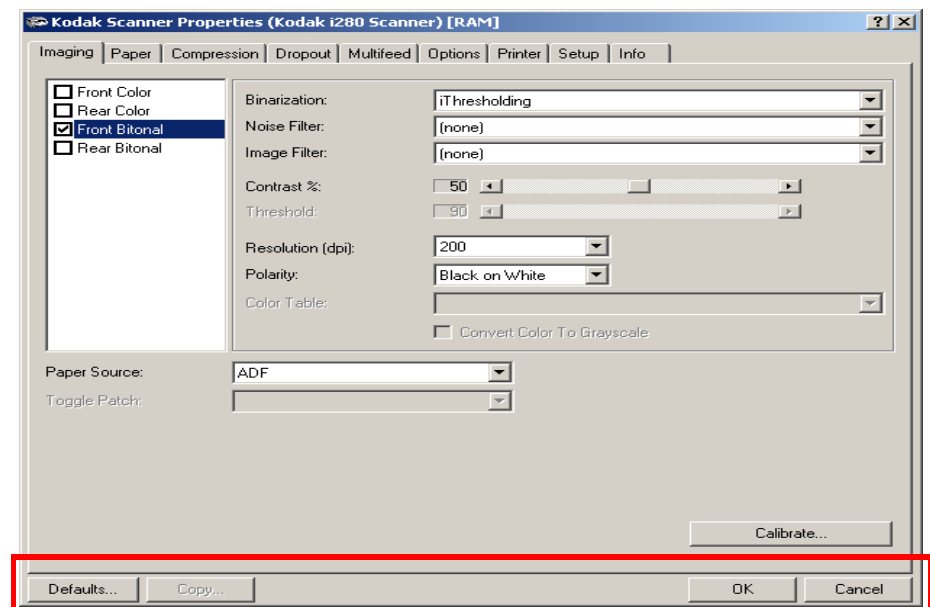 Kodak Scanner Properties (Kodak i280 Scanner) [RAM]
Imaging Paper Compression Dropout Multifeed Options Printer Setup Info
Front Color
Rear Color
Front Bitonal
Rear Bitonal
Binarization: iThresholding
Noise Filter: (none)
Image Filter: (none)
Contrast %: 50
Threshold: 90
Resolution (dpi): 200
Polarity: Black on White
Color Table:
Convert Color To Grayscale
Paper Source: ADF
Toggle Patch:
Calibrate...
Defaults... Copy... OK Cancel